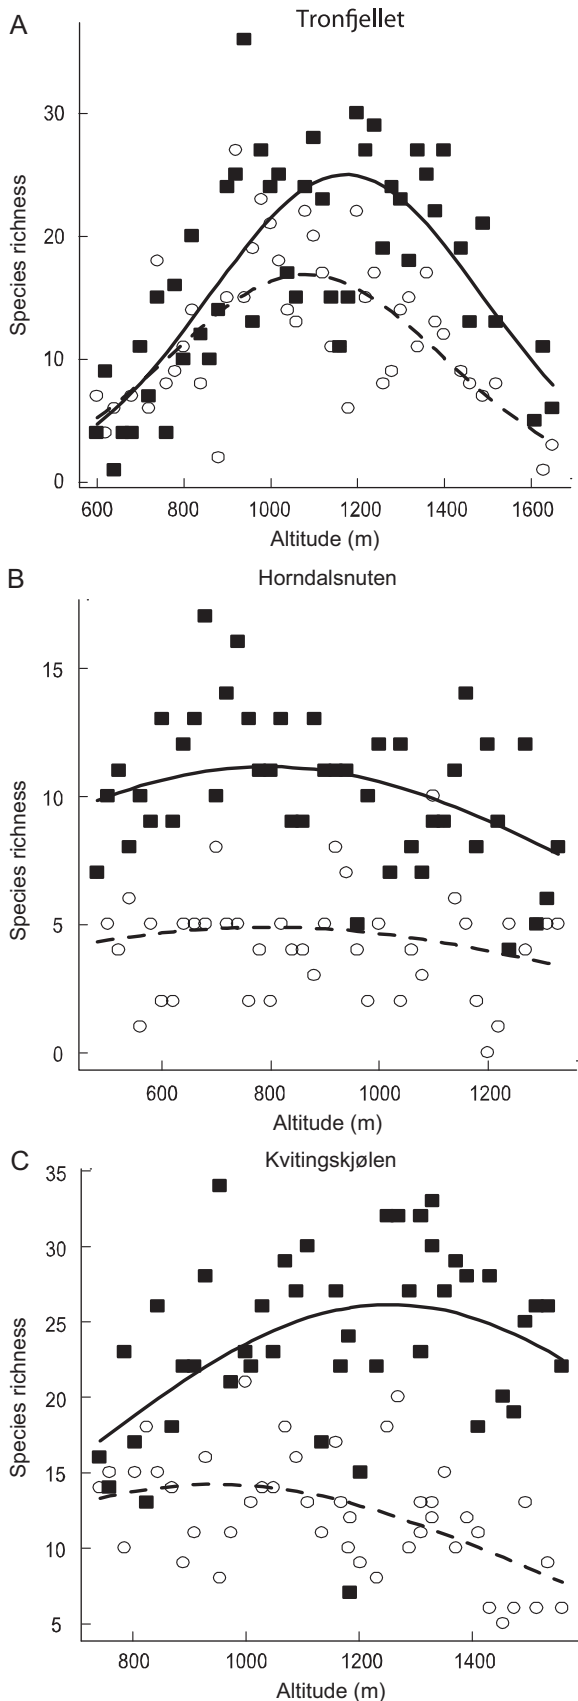 A
Tronfjellet
30
20
10
0
Species richness
600 800 1000 1200 1400 1600
Altitude (m)
B
Horndalsnuten
15
10
5
0
Species richness
600 800 1000 1200
Altitude (m)
C
Kvitingskjølen
35
30
25
20
15
10
5
Species richness
800 1000 1200 1400
Altitude (m)